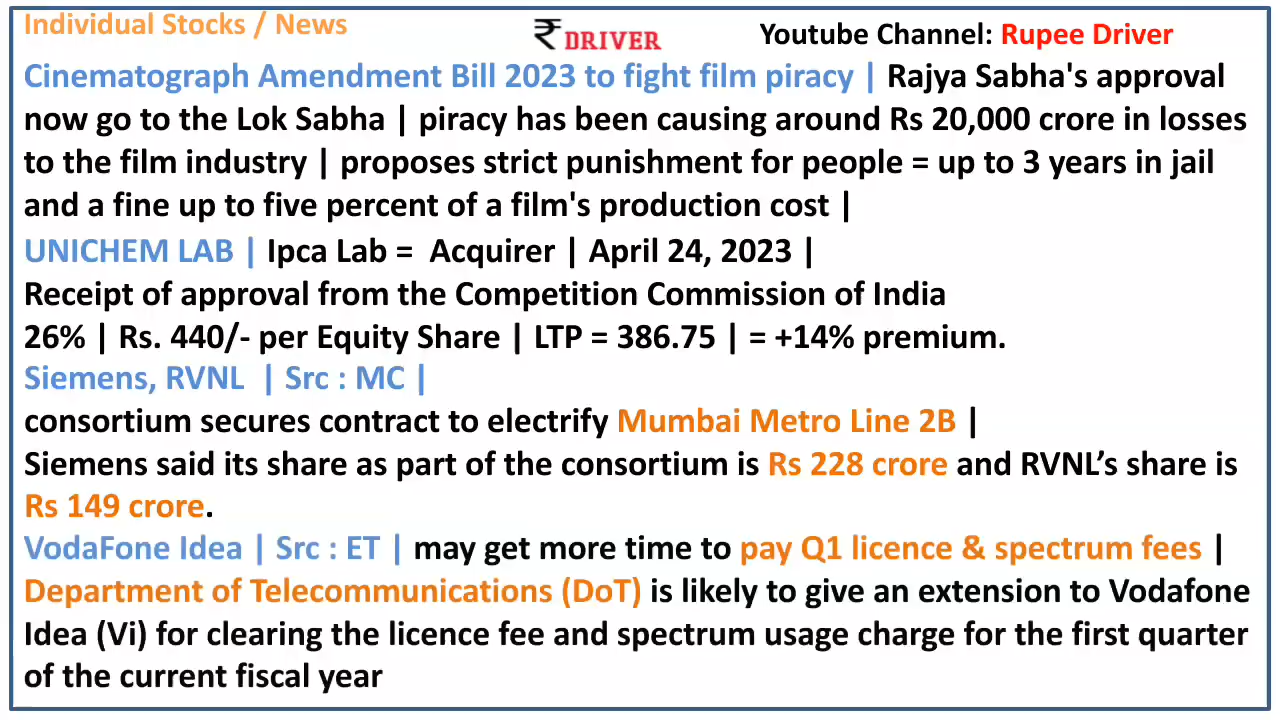 Individual Stocks / News
₹ DRIVER
Youtube Channel: Rupee Driver
Cinematograph Amendment Bill 2023 to fight film piracy | Rajya Sabha's approval
now go to the Lok Sabha | piracy has been causing around Rs 20,000 crore in losses
to the film industry | proposes strict punishment for people = up to 3 years in jail
and a fine up to five percent of a film's production cost |
UNICHEM LAB | Ipca Lab = Acquirer | April 24, 2023 |
Receipt of approval from the Competition Commission of India
26% | Rs. 440/- per Equity Share | LTP = 386.75 | = +14% premium.
Siemens, RVNL | Src : MC |
consortium secures contract to electrify Mumbai Metro Line 2B |
Siemens said its share as part of the consortium is Rs 228 crore and RVNL’s share is
Rs 149 crore.
VodaFone Idea | Src : ET | may get more time to pay Q1 licence & spectrum fees |
Department of Telecommunications (DoT) is likely to give an extension to Vodafone
Idea (Vi) for clearing the licence fee and spectrum usage charge for the first quarter
of the current fiscal year